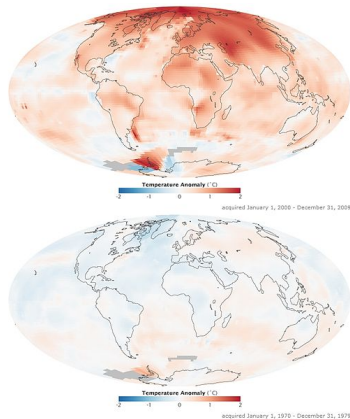 Temperature Anomaly (°C)
-2 -1 0 1 2
acquired January 1, 2000 - December 31, 2009
Temperature Anomaly (°C)
-2 -1 0 1 2
acquired January 1, 1970 - December 31, 1979